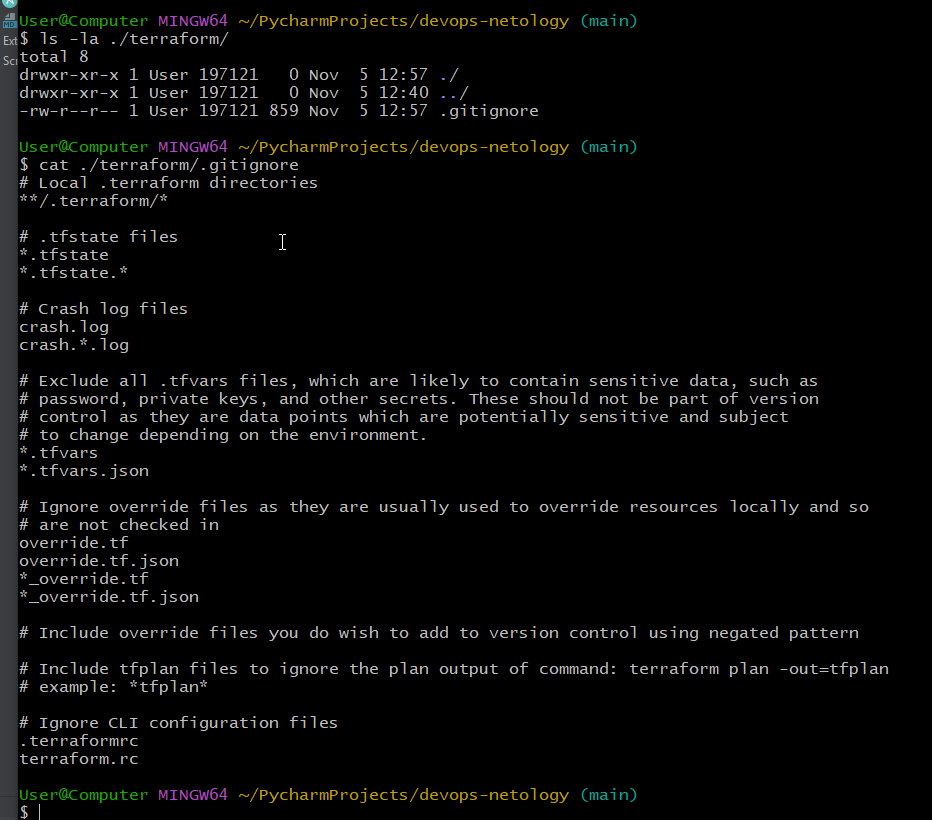 User@Computer MINGW64 ~/PycharmProjects/devops-netology (main)
$ ls -la ./terraform/
total 8
drwxr-xr-x 1 User 197121   0 Nov  5 12:57 ./
drwxr-xr-x 1 User 197121   0 Nov  5 12:40 ../
-rw-r--r-- 1 User 197121 859 Nov  5 12:57 .gitignore

User@Computer MINGW64 ~/PycharmProjects/devops-netology (main)
$ cat ./terraform/.gitignore
# Local .terraform directories
**/.terraform/*

# .tfstate files
*.tfstate
*.tfstate.*

# Crash log files
crash.log
crash.*.log

# Exclude all .tfvars files, which are likely to contain sensitive data, such as
# password, private keys, and other secrets. These should not be part of version
# control as they are data points which are potentially sensitive and subject
# to change depending on the environment.
*.tfvars
*.tfvars.json

# Ignore override files as they are usually used to override resources locally and so
# are not checked in
override.tf
override.tf.json
*_override.tf
*_override.tf.json

# Include override files you do wish to add to version control using negated pattern

# Include tfplan files to ignore the plan output of command: terraform plan -out=tfplan
# example: *tfplan*

# Ignore CLI configuration files
.terraformrc
terraform.rc

User@Computer MINGW64 ~/PycharmProjects/devops-netology (main)
$